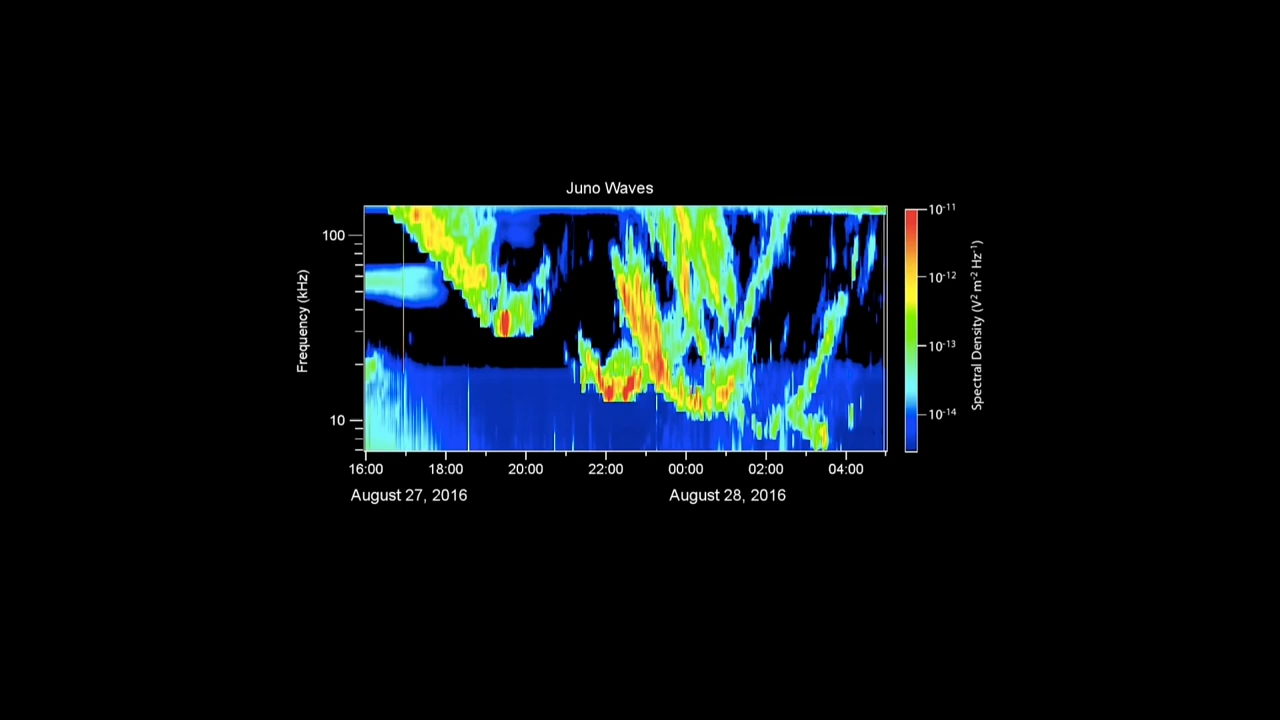 Juno Waves
100
10
Frequency (kHz)
16:00 18:00 20:00 22:00 00:00 02:00 04:00
August 27, 2016 August 28, 2016
10⁻¹¹
10⁻¹²
10⁻¹³
10⁻¹⁴
Spectral Density (V² m⁻² Hz⁻¹)